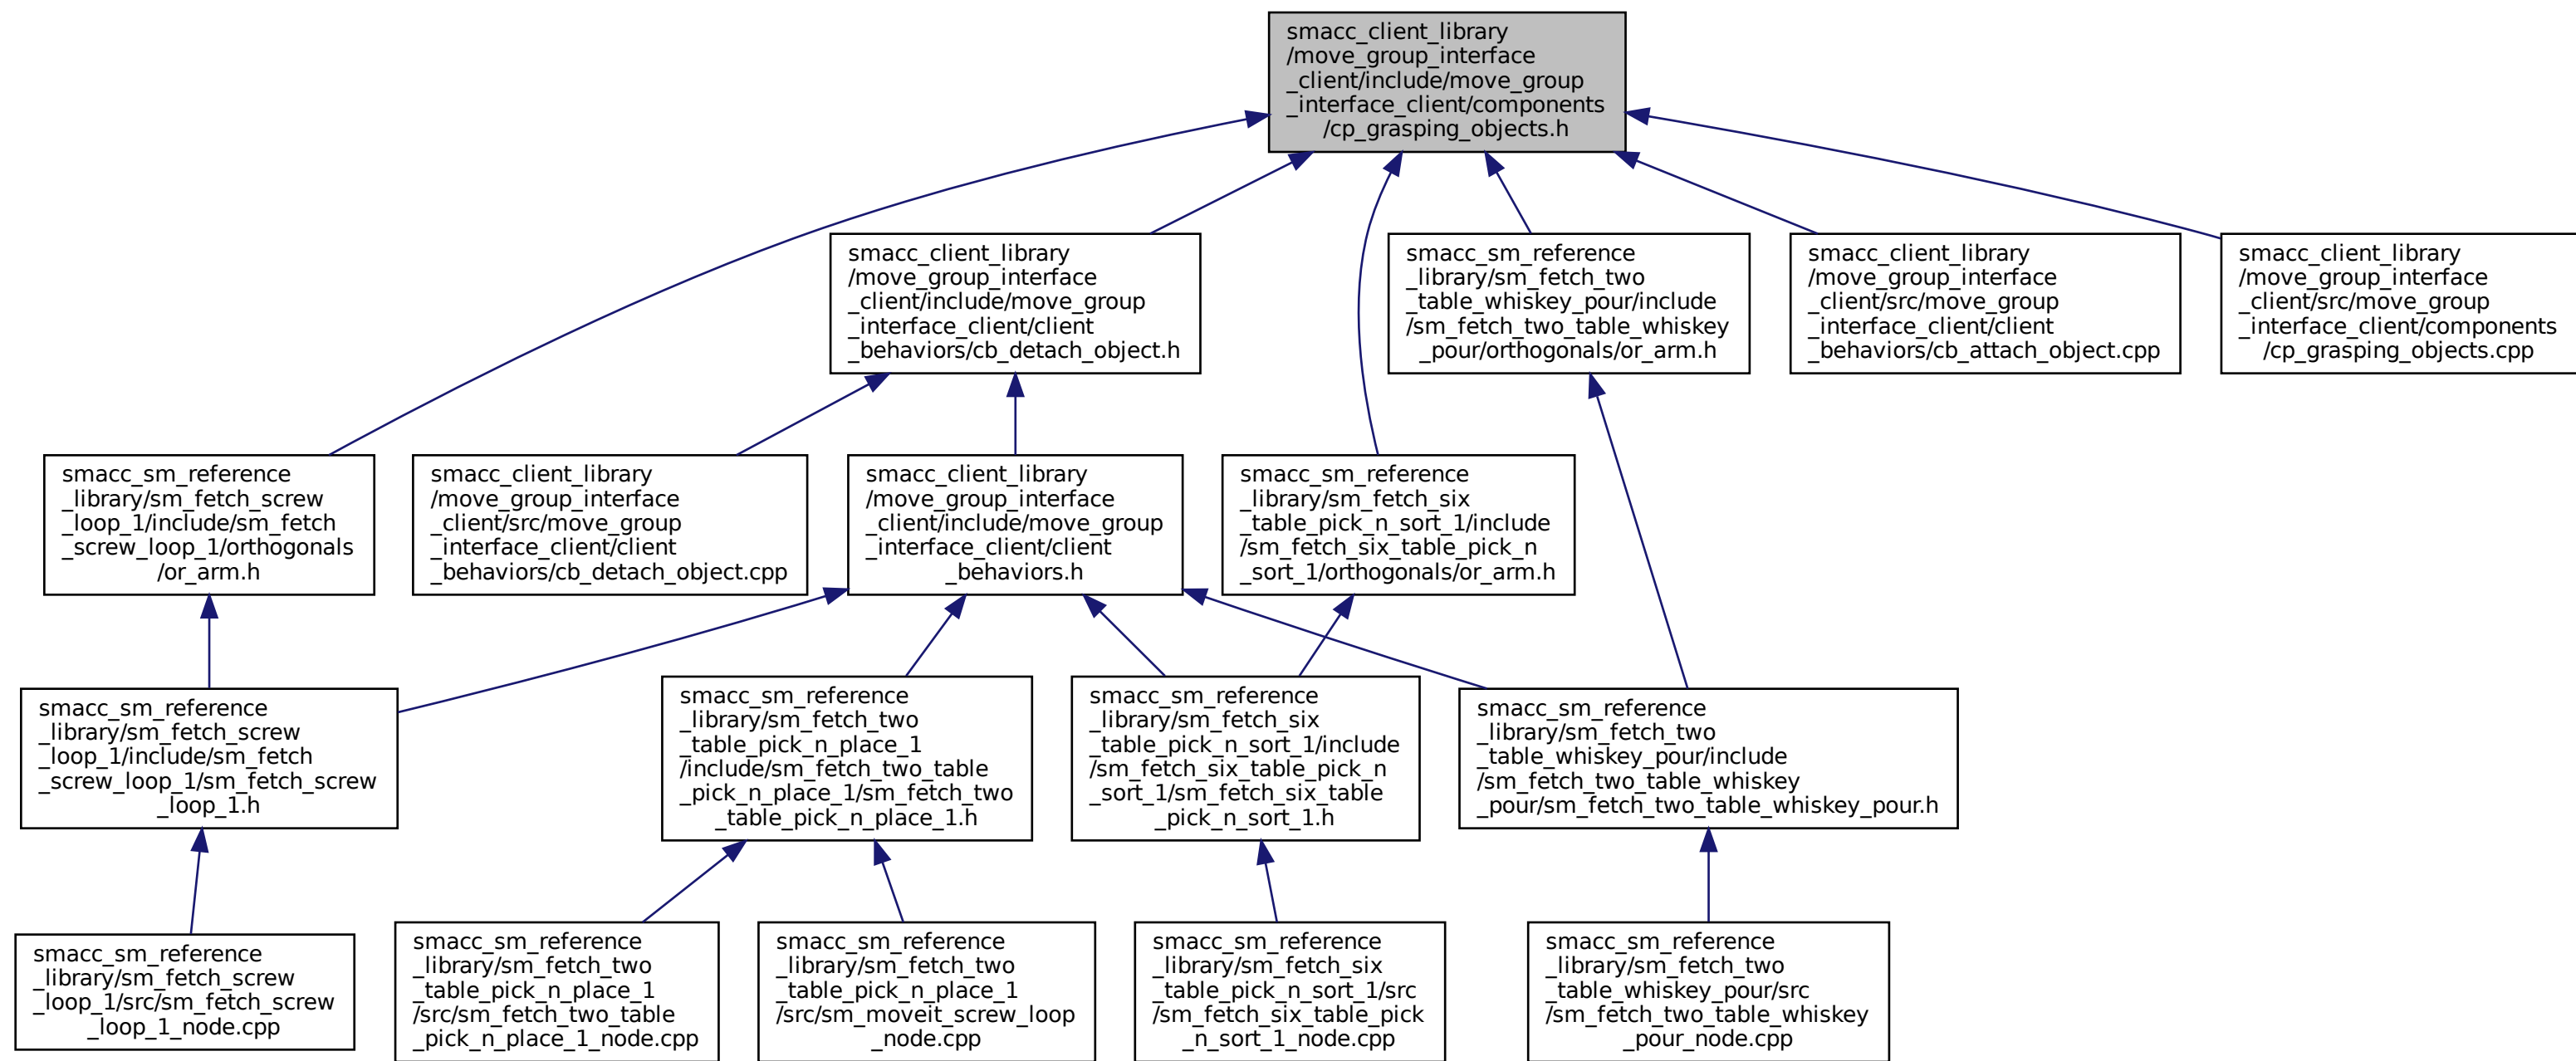 smacc_client_library
/move_group_interface
_client/include/move_group
_interface_client/components
/cp_grasping_objects.h
smacc_client_library
/move_group_interface
_client/include/move_group
_interface_client/client
_behaviors/cb_detach_object.h
smacc_sm_reference
_library/sm_fetch_two
_table_whiskey_pour/include
/sm_fetch_two_table_whiskey
_pour/orthogonals/or_arm.h
smacc_client_library
/move_group_interface
_client/src/move_group
_interface_client/client
_behaviors/cb_attach_object.cpp
smacc_client_library
/move_group_interface
_client/src/move_group
_interface_client/components
/cp_grasping_objects.cpp
smacc_sm_reference
_library/sm_fetch_screw
_loop_1/include/sm_fetch
_screw_loop_1/orthogonals
/or_arm.h
smacc_client_library
/move_group_interface
_client/src/move_group
_interface_client/client
_behaviors/cb_detach_object.cpp
smacc_client_library
/move_group_interface
_client/include/move_group
_interface_client/client
_behaviors.h
smacc_sm_reference
_library/sm_fetch_six
_table_pick_n_sort_1/include
/sm_fetch_six_table_pick_n
_sort_1/orthogonals/or_arm.h
smacc_sm_reference
_library/sm_fetch_screw
_loop_1/include/sm_fetch
_screw_loop_1/sm_fetch_screw
_loop_1.h
smacc_sm_reference
_library/sm_fetch_two
_table_pick_n_place_1
/include/sm_fetch_two_table
_pick_n_place_1/sm_fetch_two
_table_pick_n_place_1.h
smacc_sm_reference
_library/sm_fetch_six
_table_pick_n_sort_1/include
/sm_fetch_six_table_pick_n
_sort_1/sm_fetch_six_table
_pick_n_sort_1.h
smacc_sm_reference
_library/sm_fetch_two
_table_whiskey_pour/include
/sm_fetch_two_table_whiskey
_pour/sm_fetch_two_table_whiskey_pour.h
smacc_sm_reference
_library/sm_fetch_screw
_loop_1/src/sm_fetch_screw
_loop_1_node.cpp
smacc_sm_reference
_library/sm_fetch_two
_table_pick_n_place_1
/src/sm_fetch_two_table
_pick_n_place_1_node.cpp
smacc_sm_reference
_library/sm_fetch_two
_table_pick_n_place_1
/src/sm_moveit_screw_loop
_node.cpp
smacc_sm_reference
_library/sm_fetch_six
_table_pick_n_sort_1/src
/sm_fetch_six_table_pick
_n_sort_1_node.cpp
smacc_sm_reference
_library/sm_fetch_two
_table_whiskey_pour/src
/sm_fetch_two_table_whiskey
_pour_node.cpp